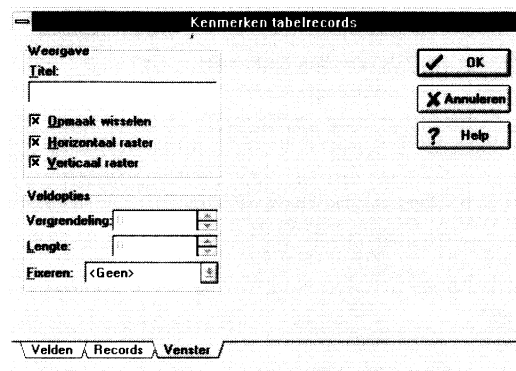 Kenmerken tabelrecords
Weergave
Titel:
Opmaak wisselen
Horizontaal raster
Verticaal raster
Veldopties
Vergrendeling:
Lengte:
Fixeren: <Geen>
OK
Annuleren
? Help
Velden Records Venster